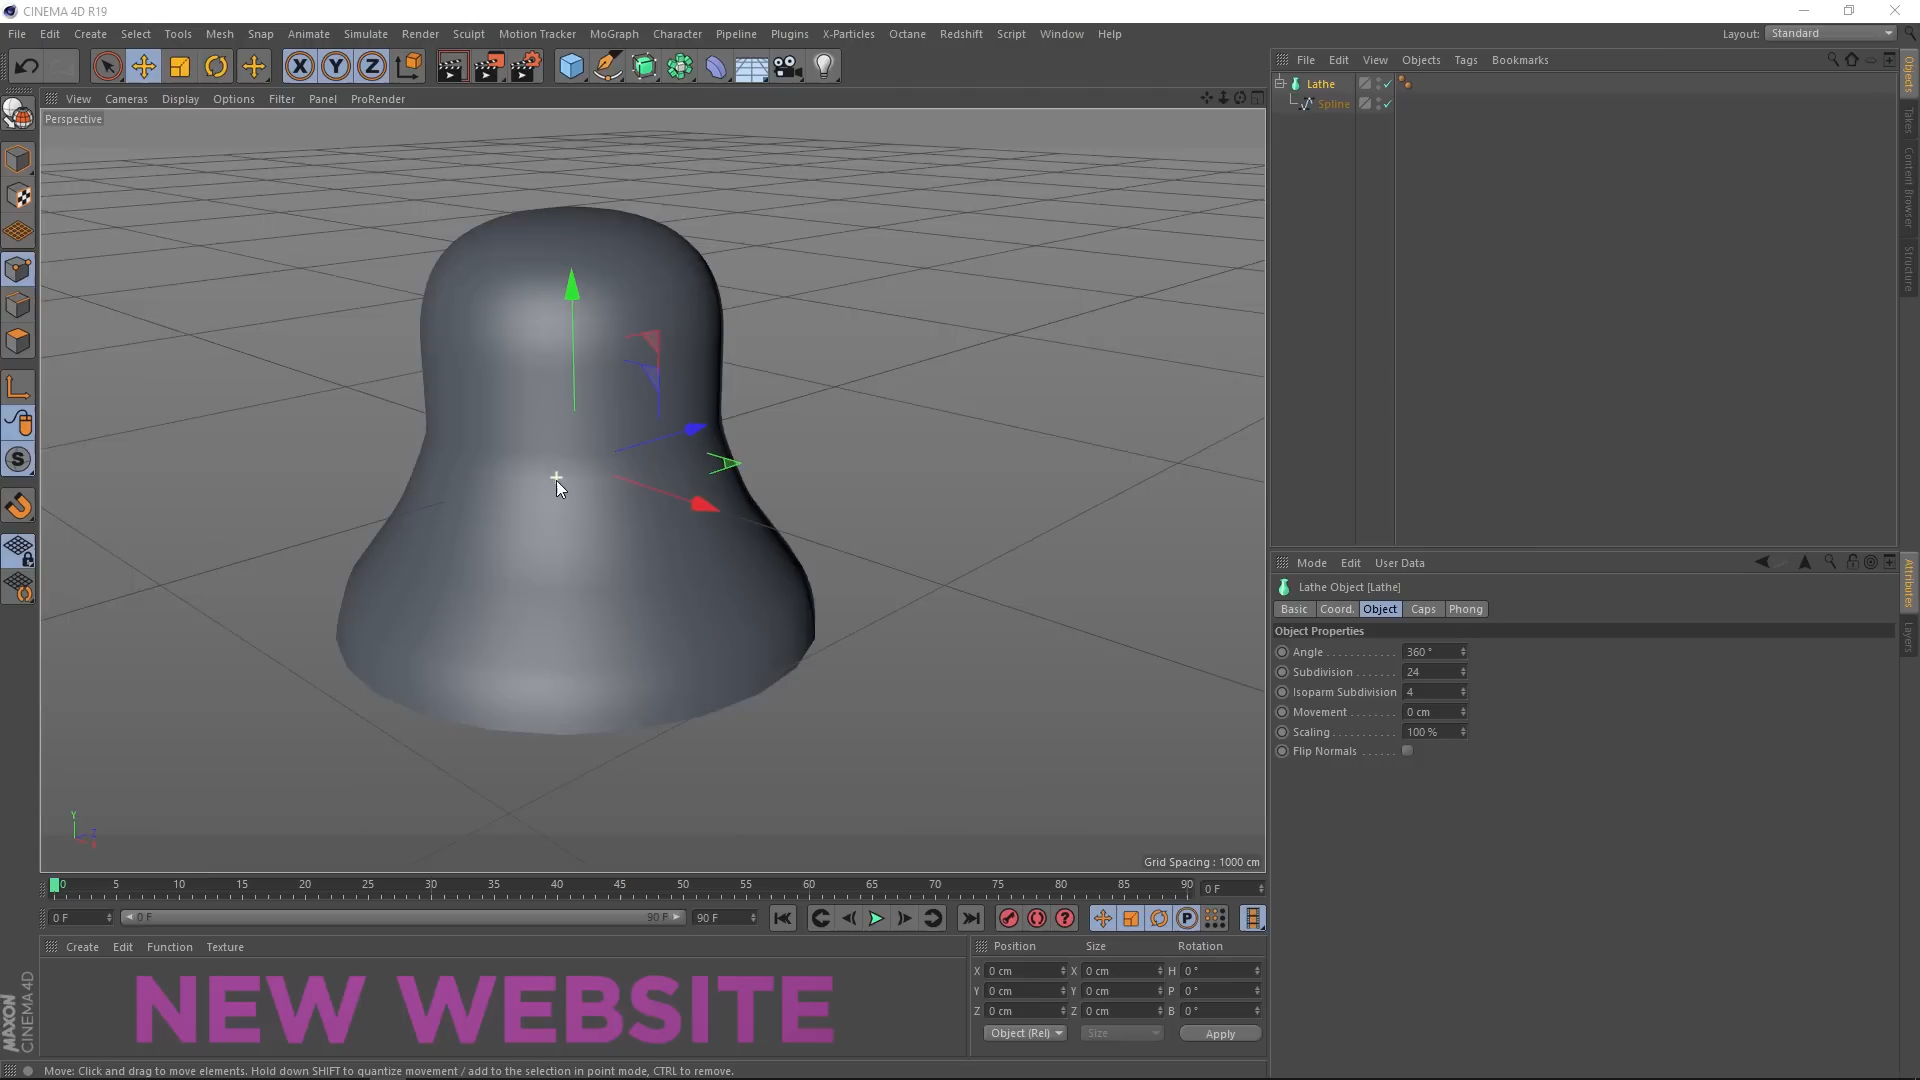 CINEMA 4D R19
File Edit Create Select Tools Mesh Snap Animate Simulate Render Sculpt Motion Tracker MoGraph Character Pipeline Plugins X-Particles Octane Redshift Script Window Help
Layout: Standard
X Y Z
View Cameras Display Options Filter Panel ProRender
Perspective
File Edit View Objects Tags Bookmarks
Lathe
Spline
Objects
Takes
Content Browser
Structure
S
Y
Z
X
Grid Spacing : 1000 cm
Mode Edit User Data
Lathe Object [Lathe]
Basic Coord. Object Caps Phong
Object Properties
Angle 360 °
Subdivision 24
Isoparm Subdivision 4
Movement 0 cm
Scaling 100 %
Flip Normals
Attributes
Layers
0 5 10 15 20 25 30 35 40 45 50 55 60 65 70 75 80 85 90
0 F
0 F 0 F 90 F 90 F
? P
Create Edit Function Texture
NEW WEBSITE
Position Size Rotation
X 0 cm X 0 cm H 0 °
Y 0 cm Y 0 cm P 0 °
Z 0 cm Z 0 cm B 0 °
Object (Rel) Size Apply
MAXON
CINEMA 4D
Move: Click and drag to move elements. Hold down SHIFT to quantize movement / add to the selection in point mode, CTRL to remove.